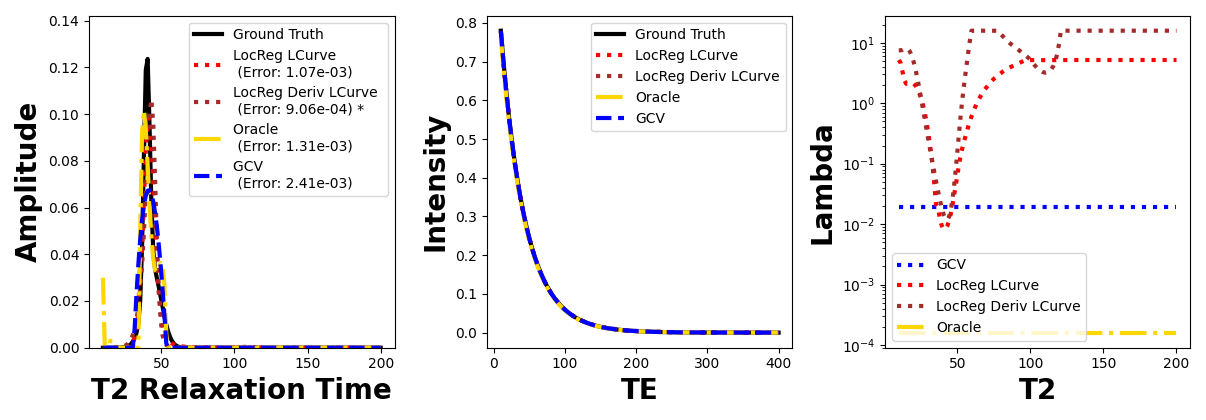 0.14
0.12
0.10
0.08
0.06
0.04
0.02
0.00
50
100
150
200
Amplitude
T2 Relaxation Time
Ground Truth
LocReg LCurve
(Error: 1.07e-03)
LocReg Deriv LCurve
(Error: 9.06e-04) *
Oracle
(Error: 1.31e-03)
GCV
(Error: 2.41e-03)
0.8
0.7
0.6
0.5
0.4
0.3
0.2
0.1
0.0
0
100
200
300
400
Intensity
TE
Ground Truth
LocReg LCurve
LocReg Deriv LCurve
Oracle
GCV
10¹
10⁰
10⁻¹
10⁻²
10⁻³
10⁻⁴
50
100
150
200
Lambda
T2
GCV
LocReg LCurve
LocReg Deriv LCurve
Oracle